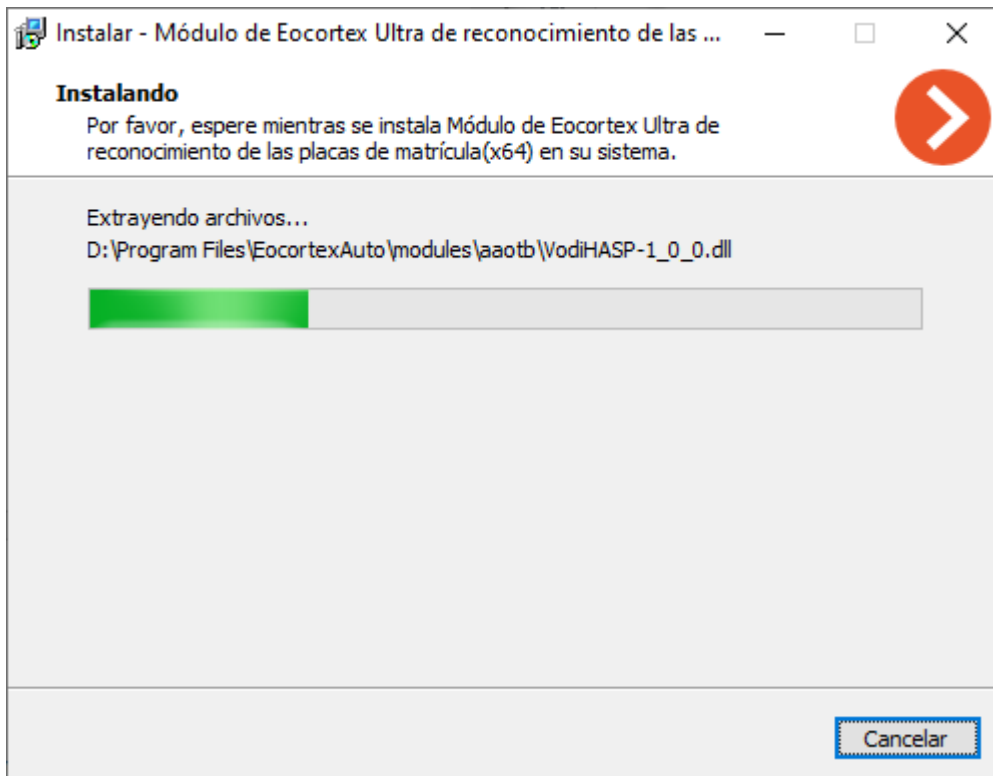 Instalar - Módulo de Eocortex Ultra de reconocimiento de las ...
Instalando
Por favor, espere mientras se instala Módulo de Eocortex Ultra de
reconocimiento de las placas de matrícula(x64) en su sistema.
Extrayendo archivos...
D:\Program Files\EocortexAuto\modules\aaotb\VodiHASP-1_0_0.dll
Cancelar